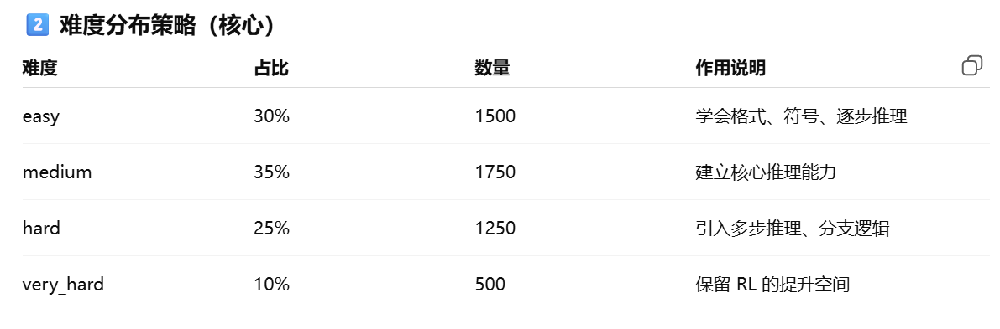 2 难度分布策略（核心）
难度 占比 数量 作用说明
easy 30% 1500 学会格式、符号、逐步推理
medium 35% 1750 建立核心推理能力
hard 25% 1250 引入多步推理、分支逻辑
very_hard 10% 500 保留 RL 的提升空间